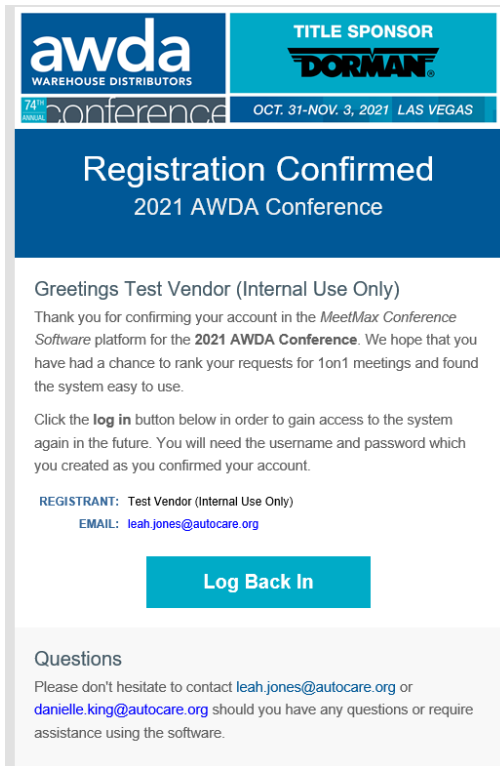 awda
WAREHOUSE DISTRIBUTORS
74TH
ANNUAL
conference
TITLE SPONSOR
DORMAN®
OCT. 31-NOV. 3, 2021 LAS VEGAS
Registration Confirmed
2021 AWDA Conference
Greetings Test Vendor (Internal Use Only)
Thank you for confirming your account in the MeetMax Conference
Software platform for the 2021 AWDA Conference. We hope that you
have had a chance to rank your requests for 1on1 meetings and found
the system easy to use.
Click the log in button below in order to gain access to the system
again in the future. You will need the username and password which
you created as you confirmed your account.
REGISTRANT: Test Vendor (Internal Use Only)
EMAIL: leah.jones@autocare.org
Log Back In
Questions
Please don't hesitate to contact leah.jones@autocare.org or
danielle.king@autocare.org should you have any questions or require
assistance using the software.